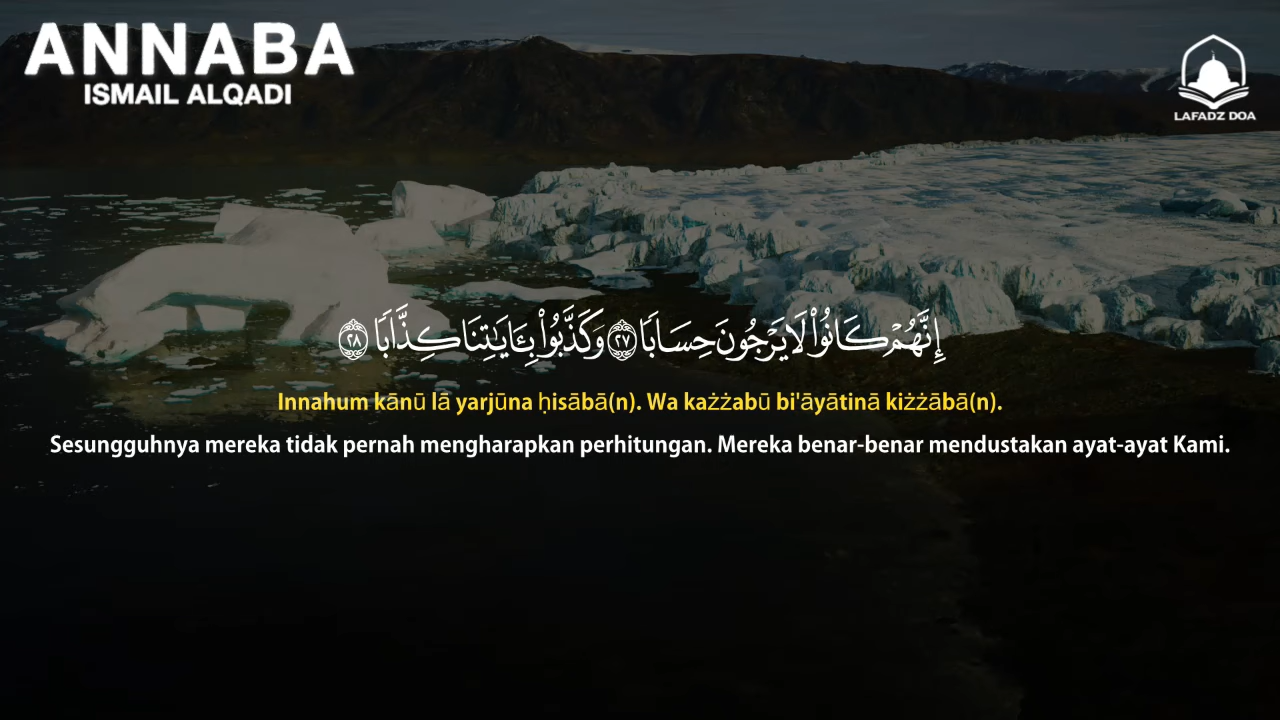 ANNABA
ISMAIL ALQADI
LAFADZ DOA
إِنَّهُمْ كَانُوا۟ لَا يَرْجُونَ حِسَابًا ٢٧ وَكَذَّبُوا۟ بِـَٔايَـٰتِنَا كِذَّابًا ٢٨
Innahum kānū lā yarjūna ḥisābā(n). Wa każżabū bi'āyātinā kiżżābā(n).
Sesungguhnya mereka tidak pernah mengharapkan perhitungan. Mereka benar-benar mendustakan ayat-ayat Kami.